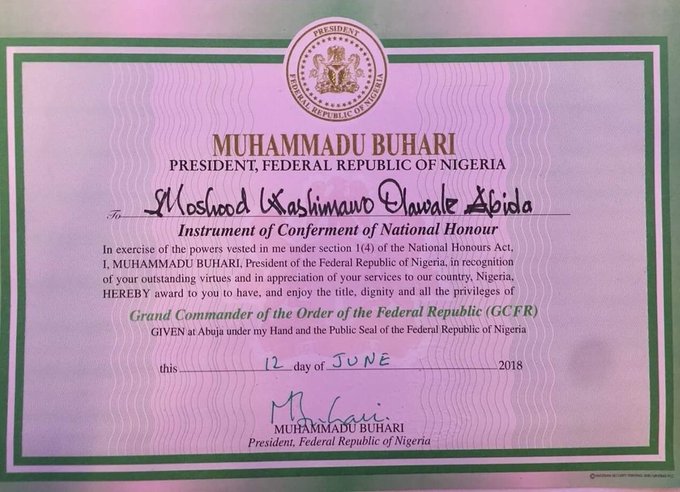 PRESIDENT
FEDERAL REPUBLIC OF NIGERIA
MUHAMMADU BUHARI
PRESIDENT, FEDERAL REPUBLIC OF NIGERIA
To Moshood Kashimawo Olawale Abiola
Instrument of Conferment of National Honour
In exercise of the powers vested in me under section 1(4) of the National Honours Act,
I, MUHAMMADU BUHARI, President of the Federal Republic of Nigeria, in recognition
of your outstanding virtues and in appreciation of your services to our country, Nigeria,
HEREBY award to you to have, and enjoy the title, dignity and all the privileges of
Grand Commander of the Order of the Federal Republic (GCFR)
GIVEN at Abuja under my Hand and the Public Seal of the Federal Republic of Nigeria
this 12 day of JUNE 2018
MBuhari.
MUHAMMADU BUHARI
President, Federal Republic of Nigeria